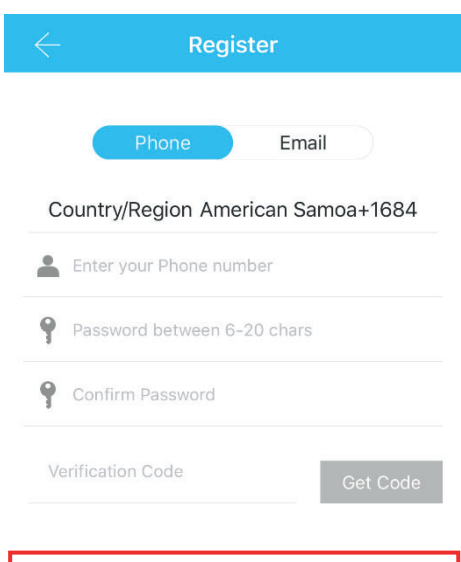 Register
Phone Email
Country/Region American Samoa+1684
Enter your Phone number
Password between 6-20 chars
Confirm Password
Verification Code Get Code